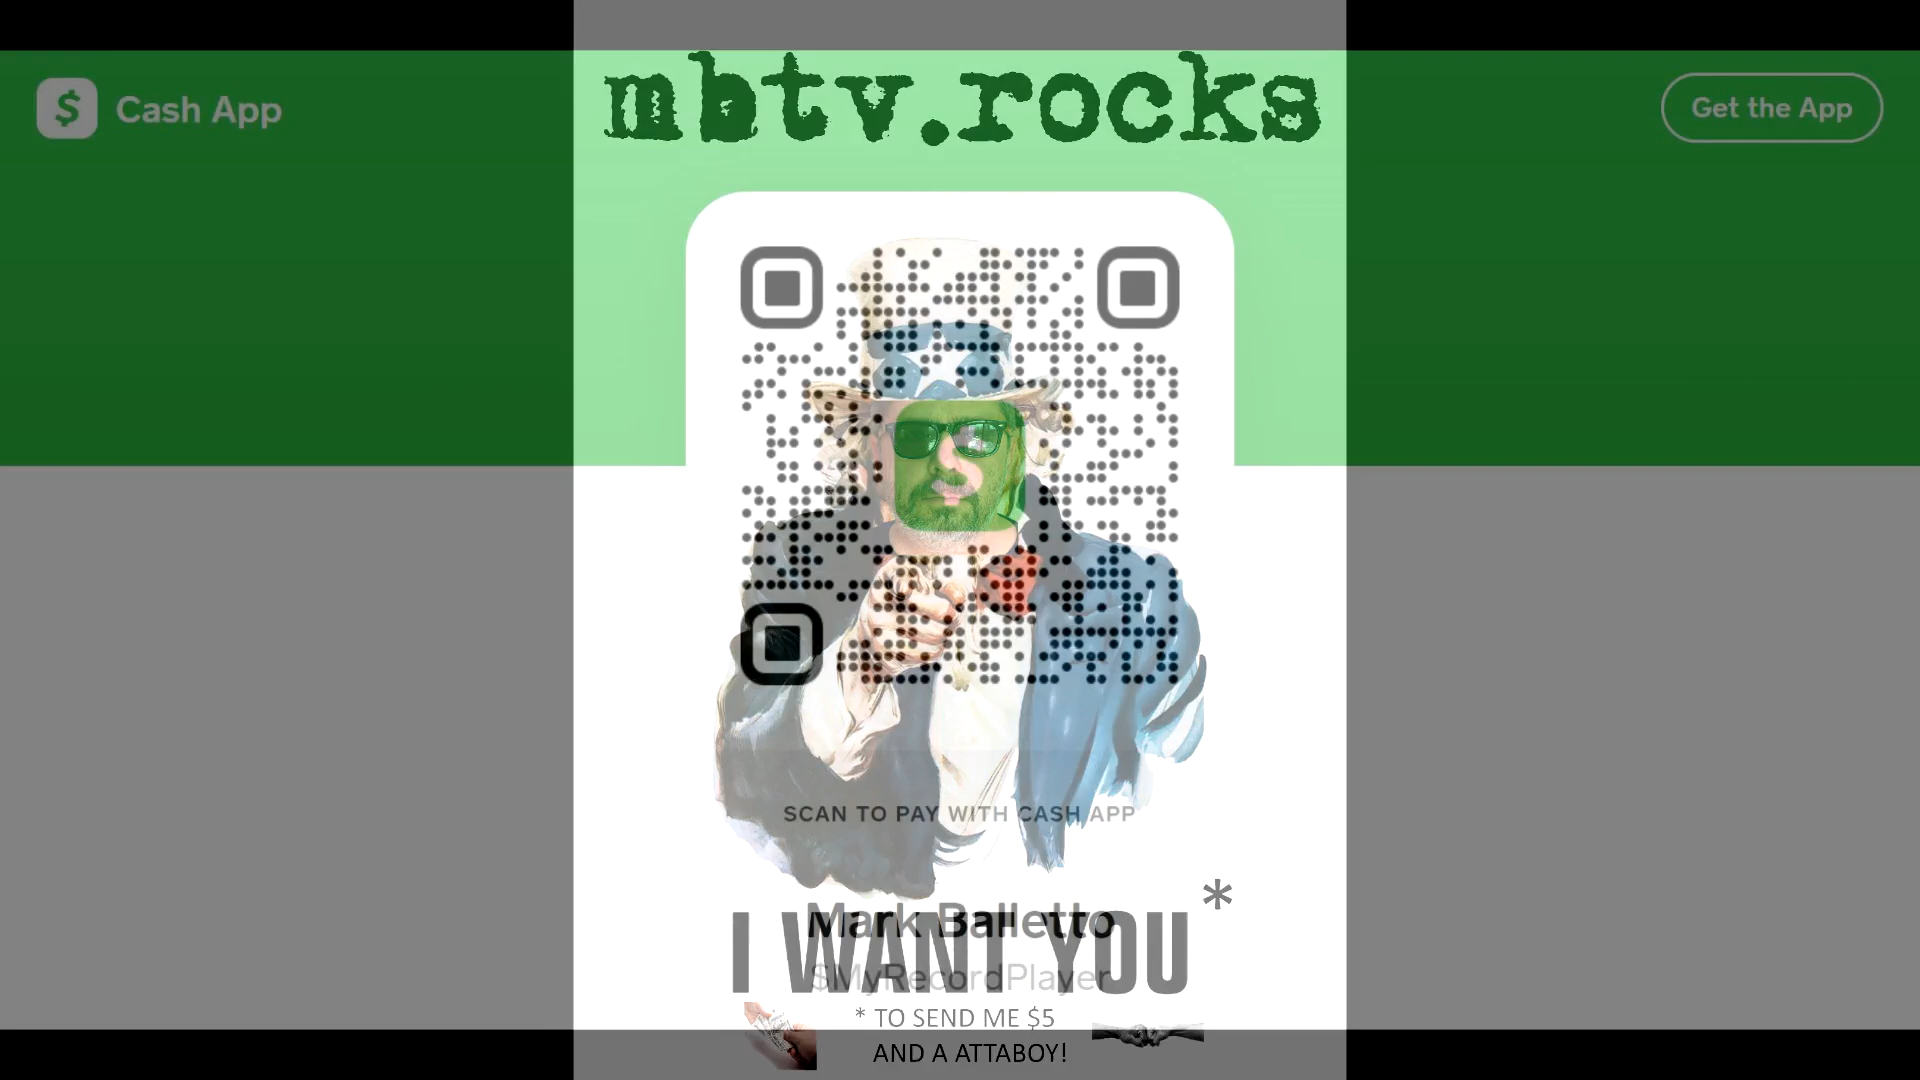 mbtv.rocks
$ Cash App
Get the App
SCAN TO PAY WITH CASH APP
Mark Balletto
I WANT YOU*
$MyRecordPlayer
* TO SEND ME $5
AND A ATTABOY!